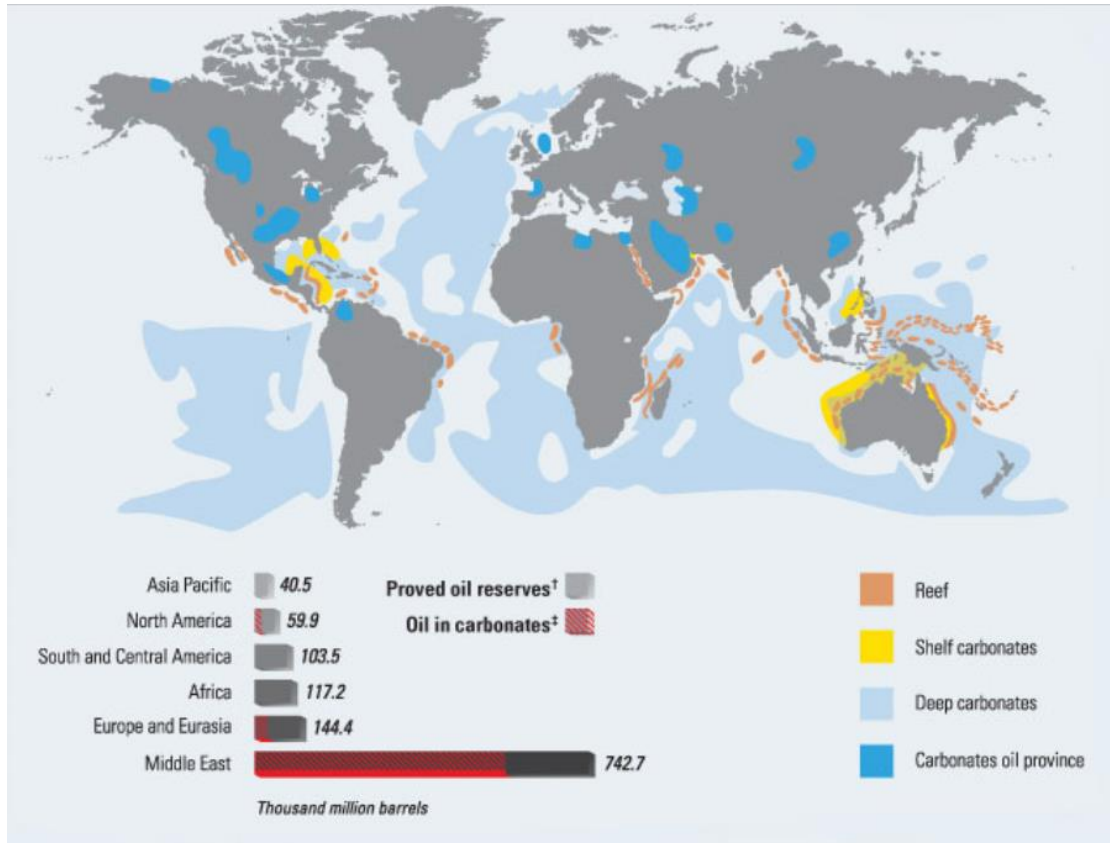 Asia Pacific 40.5
North America 59.9
South and Central America 103.5
Africa 117.2
Europe and Eurasia 144.4
Middle East 742.7
Thousand million barrels
Proved oil reserves†
Oil in carbonates‡
Reef
Shelf carbonates
Deep carbonates
Carbonates oil province